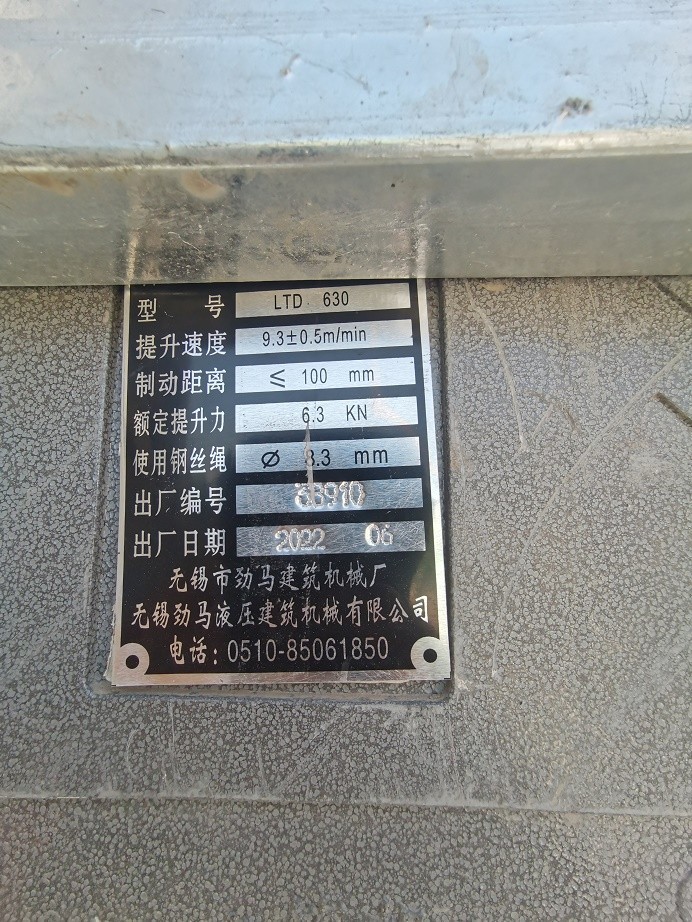 型号 LTD 630
提升速度 9.3±0.5m/min
制动距离 ≤ 100 mm
额定提升力 6.3 KN
使用钢丝绳 ø 8.3 mm
出厂编号
出厂日期 2022 06
无锡市劲马建筑机械厂
无锡劲马液压建筑机械有限公司
电话：0510-85061850